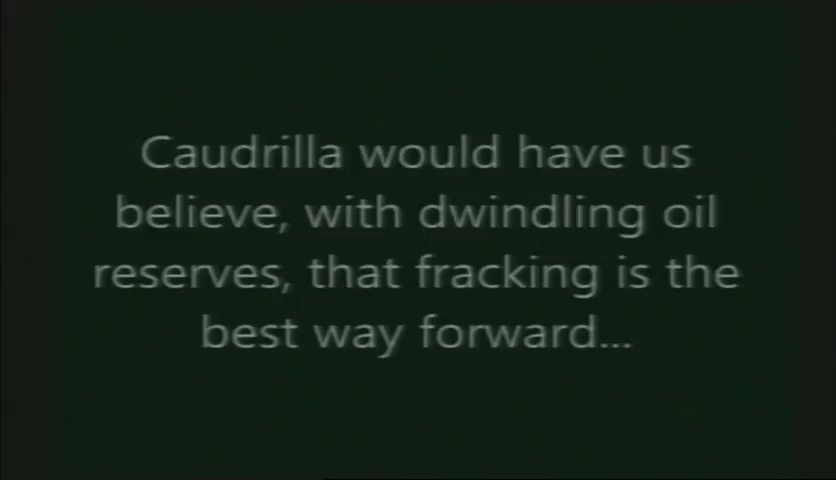 Caudrilla would have us
believe, with dwindling oil
reserves, that fracking is the
best way forward...